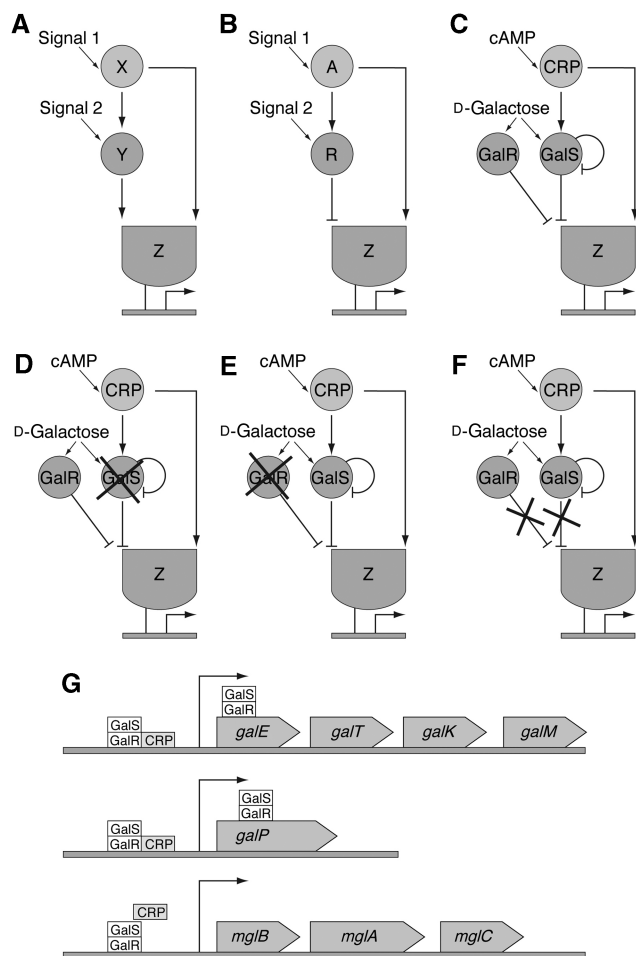 A
B
C
Signal 1
Signal 1
cAMP
X
A
CRP
Signal 2
Signal 2
D-Galactose
Y
R
GalR
GalS
Z
Z
Z
D
E
F
cAMP
cAMP
cAMP
CRP
CRP
CRP
D-Galactose
D-Galactose
D-Galactose
GalR
GalS
GalR
GalS
GalR
GalS
Z
Z
Z
G
GalS
GalR
GalS
GalR
CRP
galE
galT
galK
galM
GalS
GalR
GalS
GalR
CRP
galP
CRP
GalS
GalR
mglB
mglA
mglC